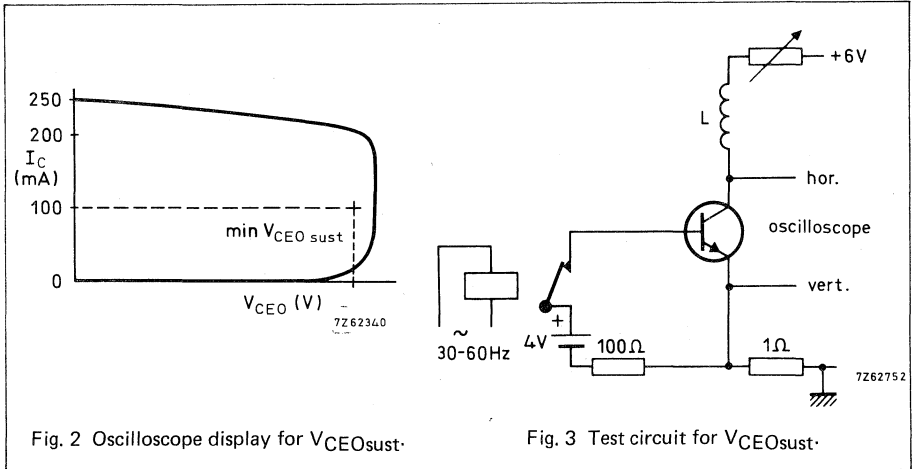 250
200
I_C
(mA)
100
min V_CEO sust
0
V_CEO (V)
7Z62340
Fig. 2 Oscilloscope display for V_CEOsust.
+6V
L
hor.
oscilloscope
vert.
+
4V
~
30-60Hz
100Ω
1Ω
7Z62752
Fig. 3 Test circuit for V_CEOsust.